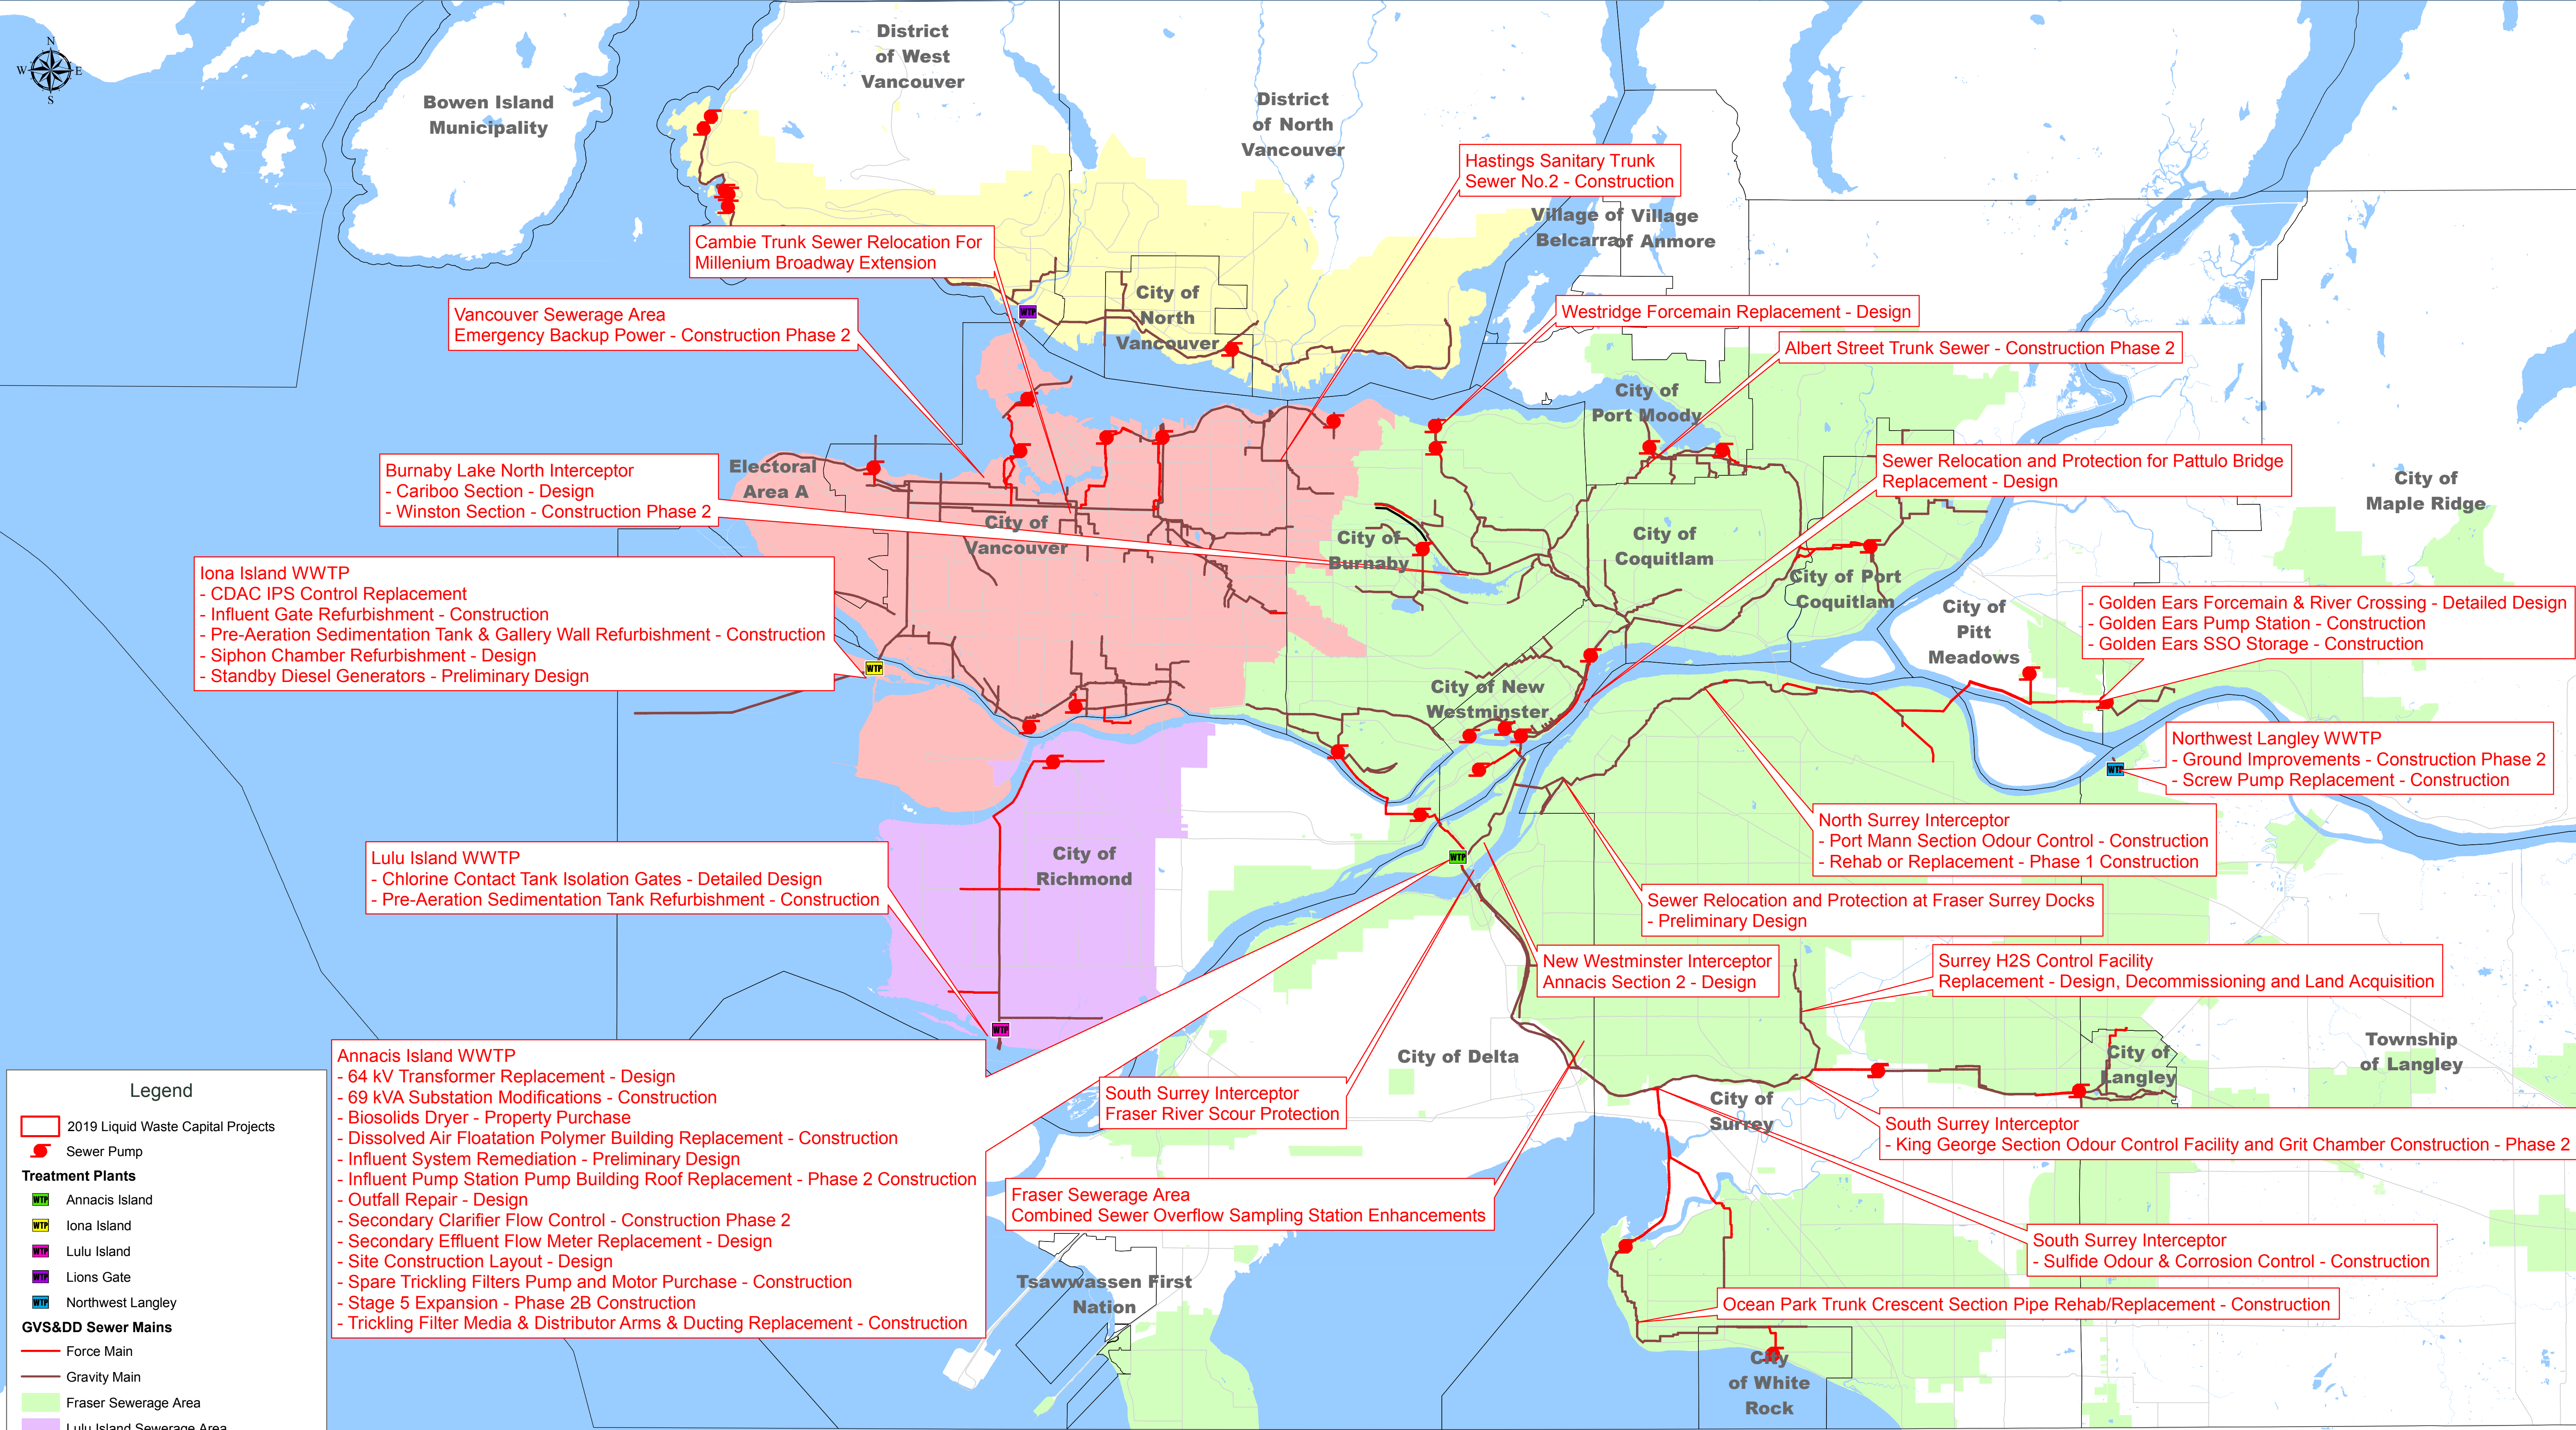 N
W
E
S
District
of West
Vancouver
Bowen Island
Municipality
District
of North
Vancouver
Hastings Sanitary Trunk
Sewer No.2 - Construction
Village of
Belcarra
Village
of Anmore
Cambie Trunk Sewer Relocation For
Millenium Broadway Extension
City of
North
Vancouver
WTP
Vancouver Sewerage Area
Emergency Backup Power - Construction Phase 2
Westridge Forcemain Replacement - Design
Albert Street Trunk Sewer - Construction Phase 2
City of
Port Moody
Sewer Relocation and Protection for Pattulo Bridge
Replacement - Design
City of
Maple Ridge
Electoral
Area A
Burnaby Lake North Interceptor
- Cariboo Section - Design
- Winston Section - Construction Phase 2
City of
Vancouver
City of
Burnaby
City of
Coquitlam
City of Port
Coquitlam
Iona Island WWTP
- CDAC IPS Control Replacement
- Influent Gate Refurbishment - Construction
- Pre-Aeration Sedimentation Tank & Gallery Wall Refurbishment - Construction
- Siphon Chamber Refurbishment - Design
- Standby Diesel Generators - Preliminary Design
WTP
City of
Pitt
Meadows
- Golden Ears Forcemain & River Crossing - Detailed Design
- Golden Ears Pump Station - Construction
- Golden Ears SSO Storage - Construction
City of New
Westminster
Northwest Langley WWTP
- Ground Improvements - Construction Phase 2
- Screw Pump Replacement - Construction
WTP
North Surrey Interceptor
- Port Mann Section Odour Control - Construction
- Rehab or Replacement - Phase 1 Construction
City of
Richmond
WTP
Lulu Island WWTP
- Chlorine Contact Tank Isolation Gates - Detailed Design
- Pre-Aeration Sedimentation Tank Refurbishment - Construction
Sewer Relocation and Protection at Fraser Surrey Docks
- Preliminary Design
New Westminster Interceptor
Annacis Section 2 - Design
Surrey H2S Control Facility
Replacement - Design, Decommissioning and Land Acquisition
WTP
City of Delta
Township
of Langley
City of
Langley
Annacis Island WWTP
- 64 kV Transformer Replacement - Design
- 69 kVA Substation Modifications - Construction
- Biosolids Dryer - Property Purchase
- Dissolved Air Floatation Polymer Building Replacement - Construction
- Influent System Remediation - Preliminary Design
- Influent Pump Station Pump Building Roof Replacement - Phase 2 Construction
- Outfall Repair - Design
- Secondary Clarifier Flow Control - Construction Phase 2
- Secondary Effluent Flow Meter Replacement - Design
- Site Construction Layout - Design
- Spare Trickling Filters Pump and Motor Purchase - Construction
- Stage 5 Expansion - Phase 2B Construction
- Trickling Filter Media & Distributor Arms & Ducting Replacement - Construction
South Surrey Interceptor
Fraser River Scour Protection
City of
Surrey
South Surrey Interceptor
- King George Section Odour Control Facility and Grit Chamber Construction - Phase 2
Fraser Sewerage Area
Combined Sewer Overflow Sampling Station Enhancements
South Surrey Interceptor
- Sulfide Odour & Corrosion Control - Construction
Tsawwassen First
Nation
Ocean Park Trunk Crescent Section Pipe Rehab/Replacement - Construction
City
of White
Rock
Legend
2019 Liquid Waste Capital Projects
Sewer Pump
Treatment Plants
WTP Annacis Island
WTP Iona Island
WTP Lulu Island
WTP Lions Gate
WTP Northwest Langley
GVS&DD Sewer Mains
Force Main
Gravity Main
Fraser Sewerage Area
Lulu Island Sewerage Area